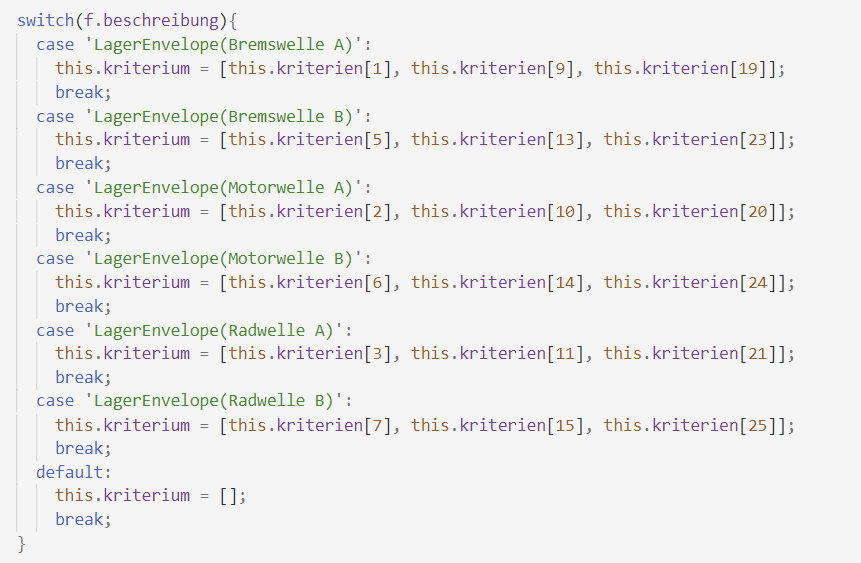 switch(f.beschreibung){
case 'LagerEnvelope(Bremswelle A)':
this.kriterium = [this.kriterien[1], this.kriterien[9], this.kriterien[19]];
break;
case 'LagerEnvelope(Bremswelle B)':
this.kriterium = [this.kriterien[5], this.kriterien[13], this.kriterien[23]];
break;
case 'LagerEnvelope(Motorwelle A)':
this.kriterium = [this.kriterien[2], this.kriterien[10], this.kriterien[20]];
break;
case 'LagerEnvelope(Motorwelle B)':
this.kriterium = [this.kriterien[6], this.kriterien[14], this.kriterien[24]];
break;
case 'LagerEnvelope(Radwelle A)':
this.kriterium = [this.kriterien[3], this.kriterien[11], this.kriterien[21]];
break;
case 'LagerEnvelope(Radwelle B)':
this.kriterium = [this.kriterien[7], this.kriterien[15], this.kriterien[25]];
break;
default:
this.kriterium = [];
break;
}